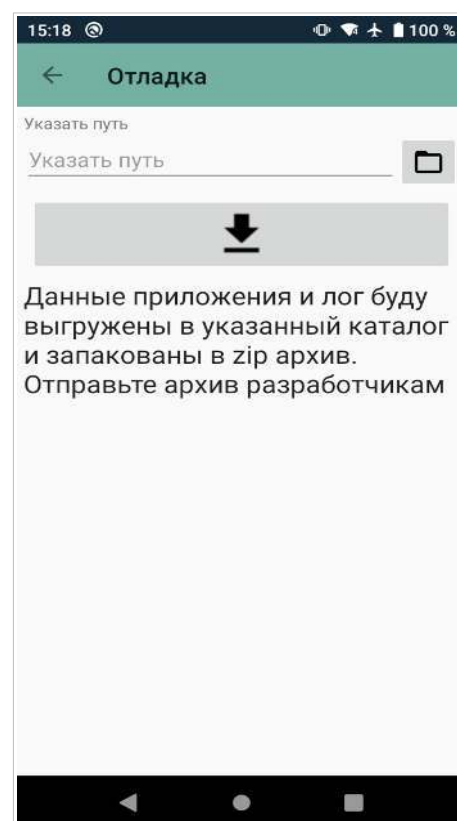 15:18 100 %
Отладка
Указать путь
Указать путь
Данные приложения и лог буду
выгружены в указанный каталог
и запакованы в zip архив.
Отправьте архив разработчикам